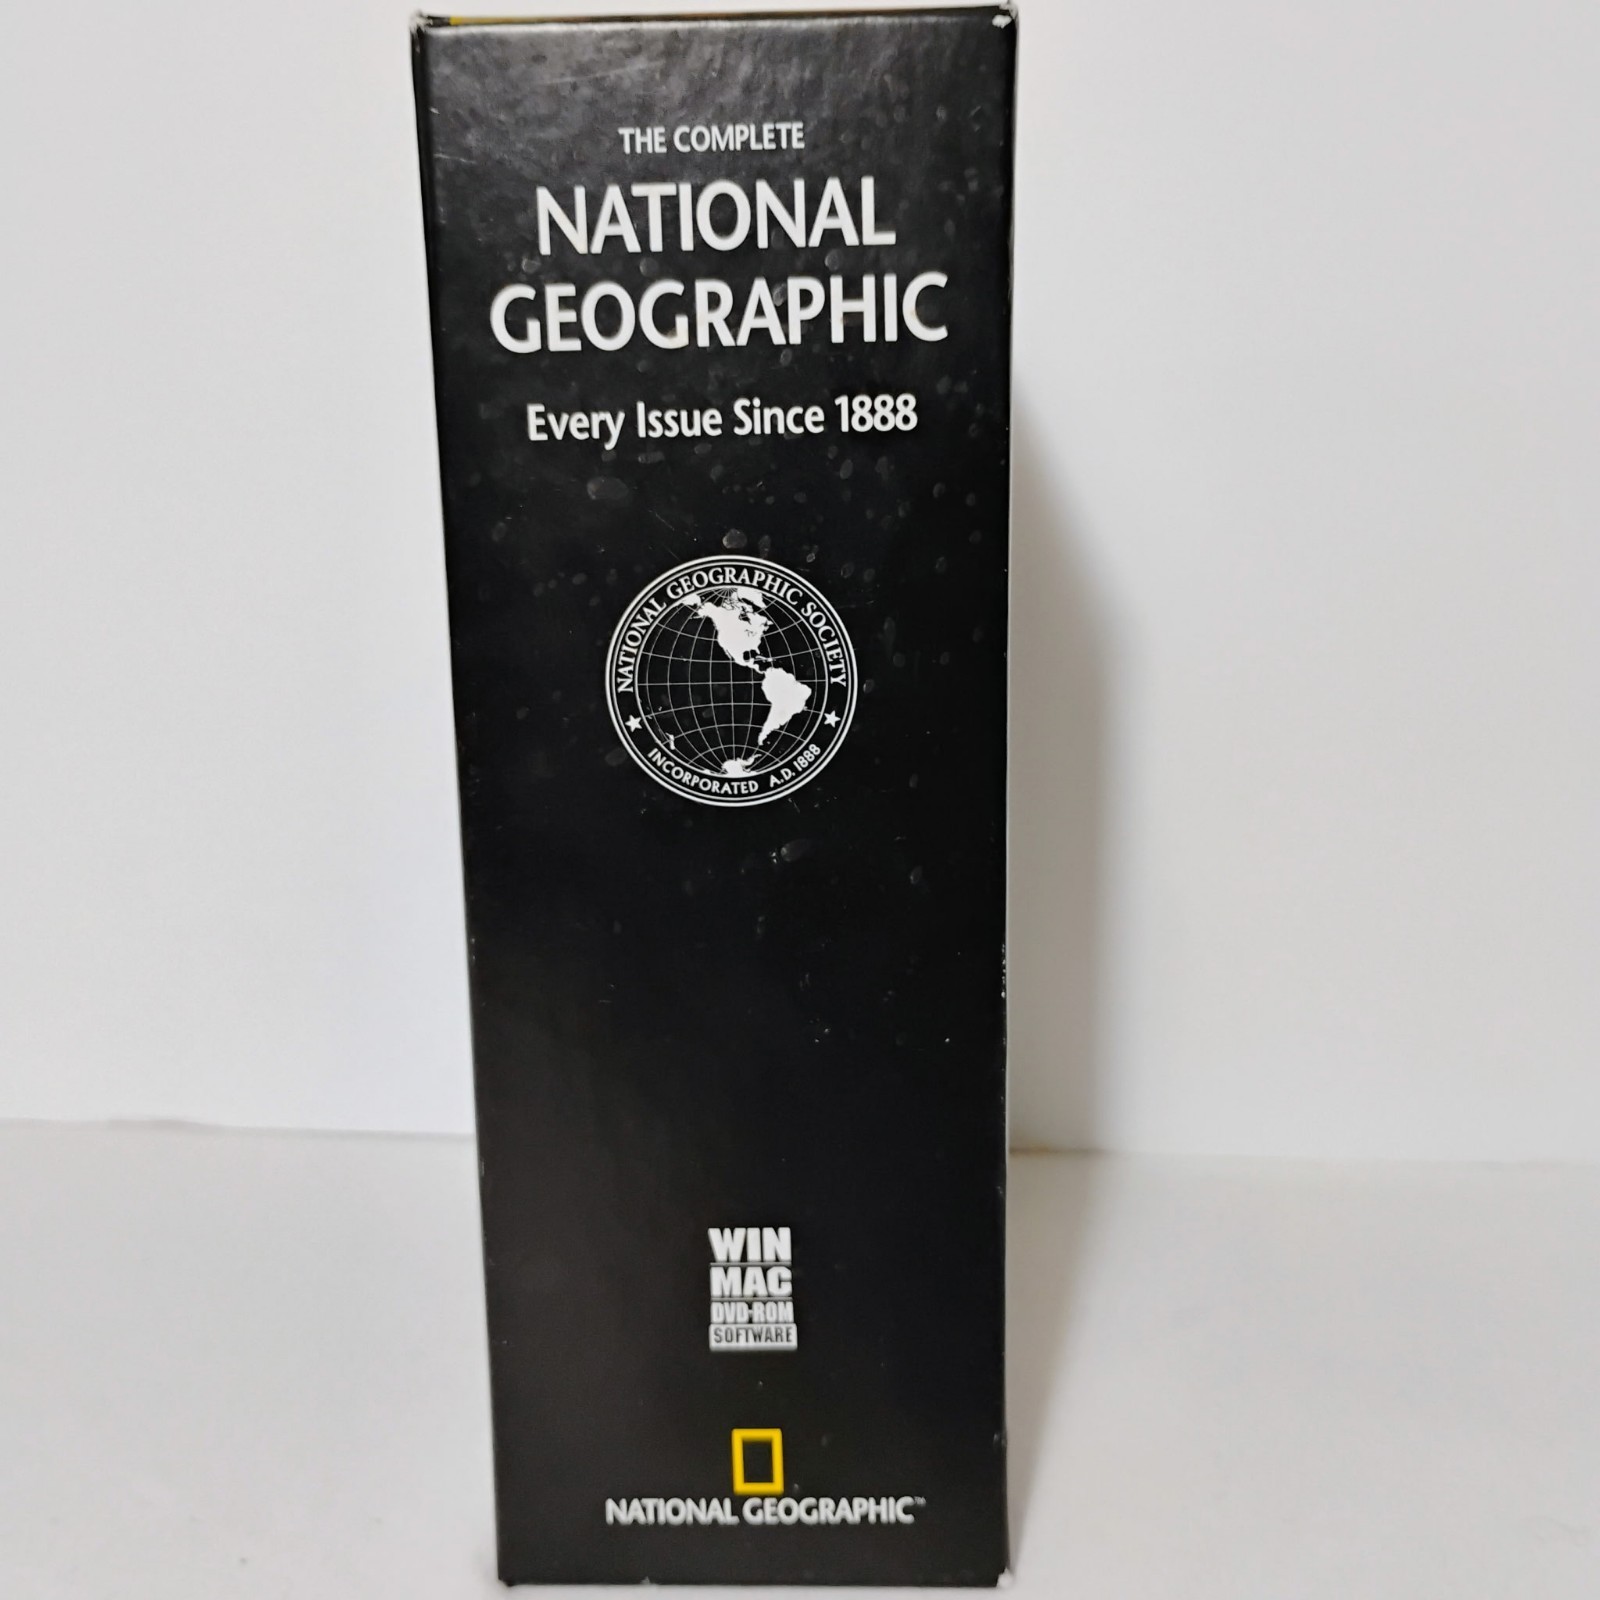 THE COMPLETE
NATIONAL
GEOGRAPHIC
Every Issue Since 1888
NATIONAL GEOGRAPHIC SOCIETY
INCORPORATED A.D. 1888
WIN
MAC
DVD-ROM
SOFTWARE
NATIONAL GEOGRAPHIC™